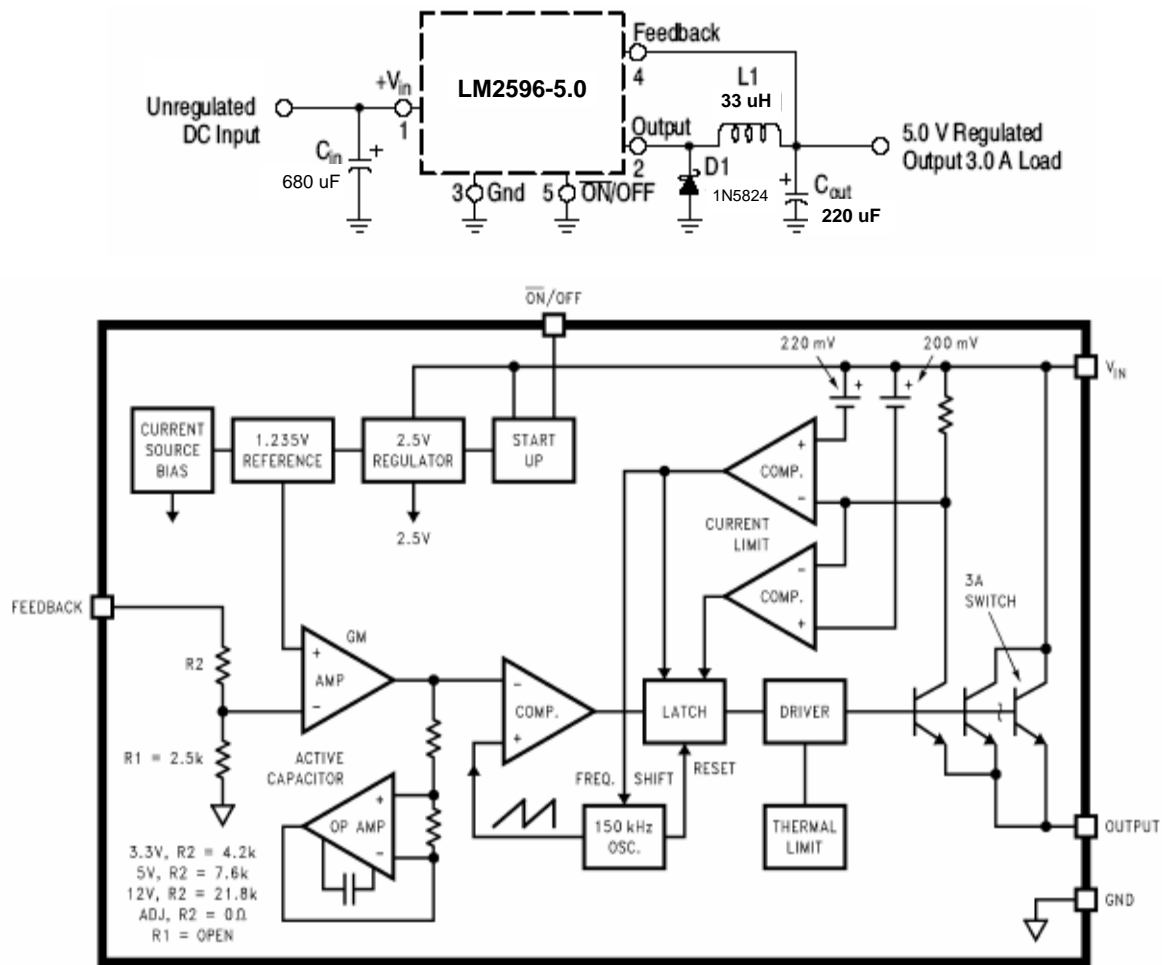 Feedback
4
LM2596-5.0
L1
33 uH
+Vin
1
Unregulated
DC Input
Cin
+
680 uF
Output
2
5.0 V Regulated
Output 3.0 A Load
D1
1N5824
+
Cout
220 uF
3 Gnd
5 ON/OFF
ON/OFF
220 mV
200 mV
+
+
VIN
CURRENT
SOURCE
BIAS
1.235V
REFERENCE
2.5V
REGULATOR
START
UP
2.5V
+
COMP.
-
CURRENT
LIMIT
-
COMP.
+
3A
SWITCH
FEEDBACK
R2
R1 = 2.5k
GM
+
AMP
-
-
COMP.
+
LATCH
DRIVER
RESET
FREQ. SHIFT
150 kHz
OSC.
THERMAL
LIMIT
ACTIVE
CAPACITOR
+
OP AMP
-
3.3V, R2 = 4.2k
5V, R2 = 7.6k
12V, R2 = 21.8k
ADJ, R2 = 0Ω
R1 = OPEN
OUTPUT
GND